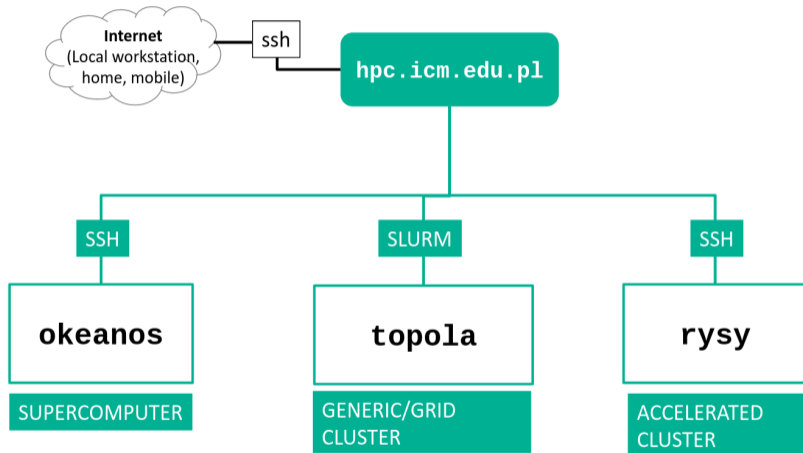 Internet
(Local workstation,
home, mobile)
ssh
hpc.icm.edu.pl
SSH
SLURM
SSH
okeanos
topola
rysy
SUPERCOMPUTER
GENERIC/GRID
CLUSTER
ACCELERATED
CLUSTER